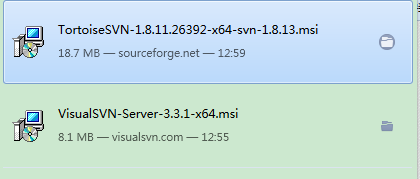 TortoiseSVN-1.8.11.26392-x64-svn-1.8.13.msi
18.7 MB — sourceforge.net — 12:59
VisualSVN-Server-3.3.1-x64.msi
8.1 MB — visualsvn.com — 12:55